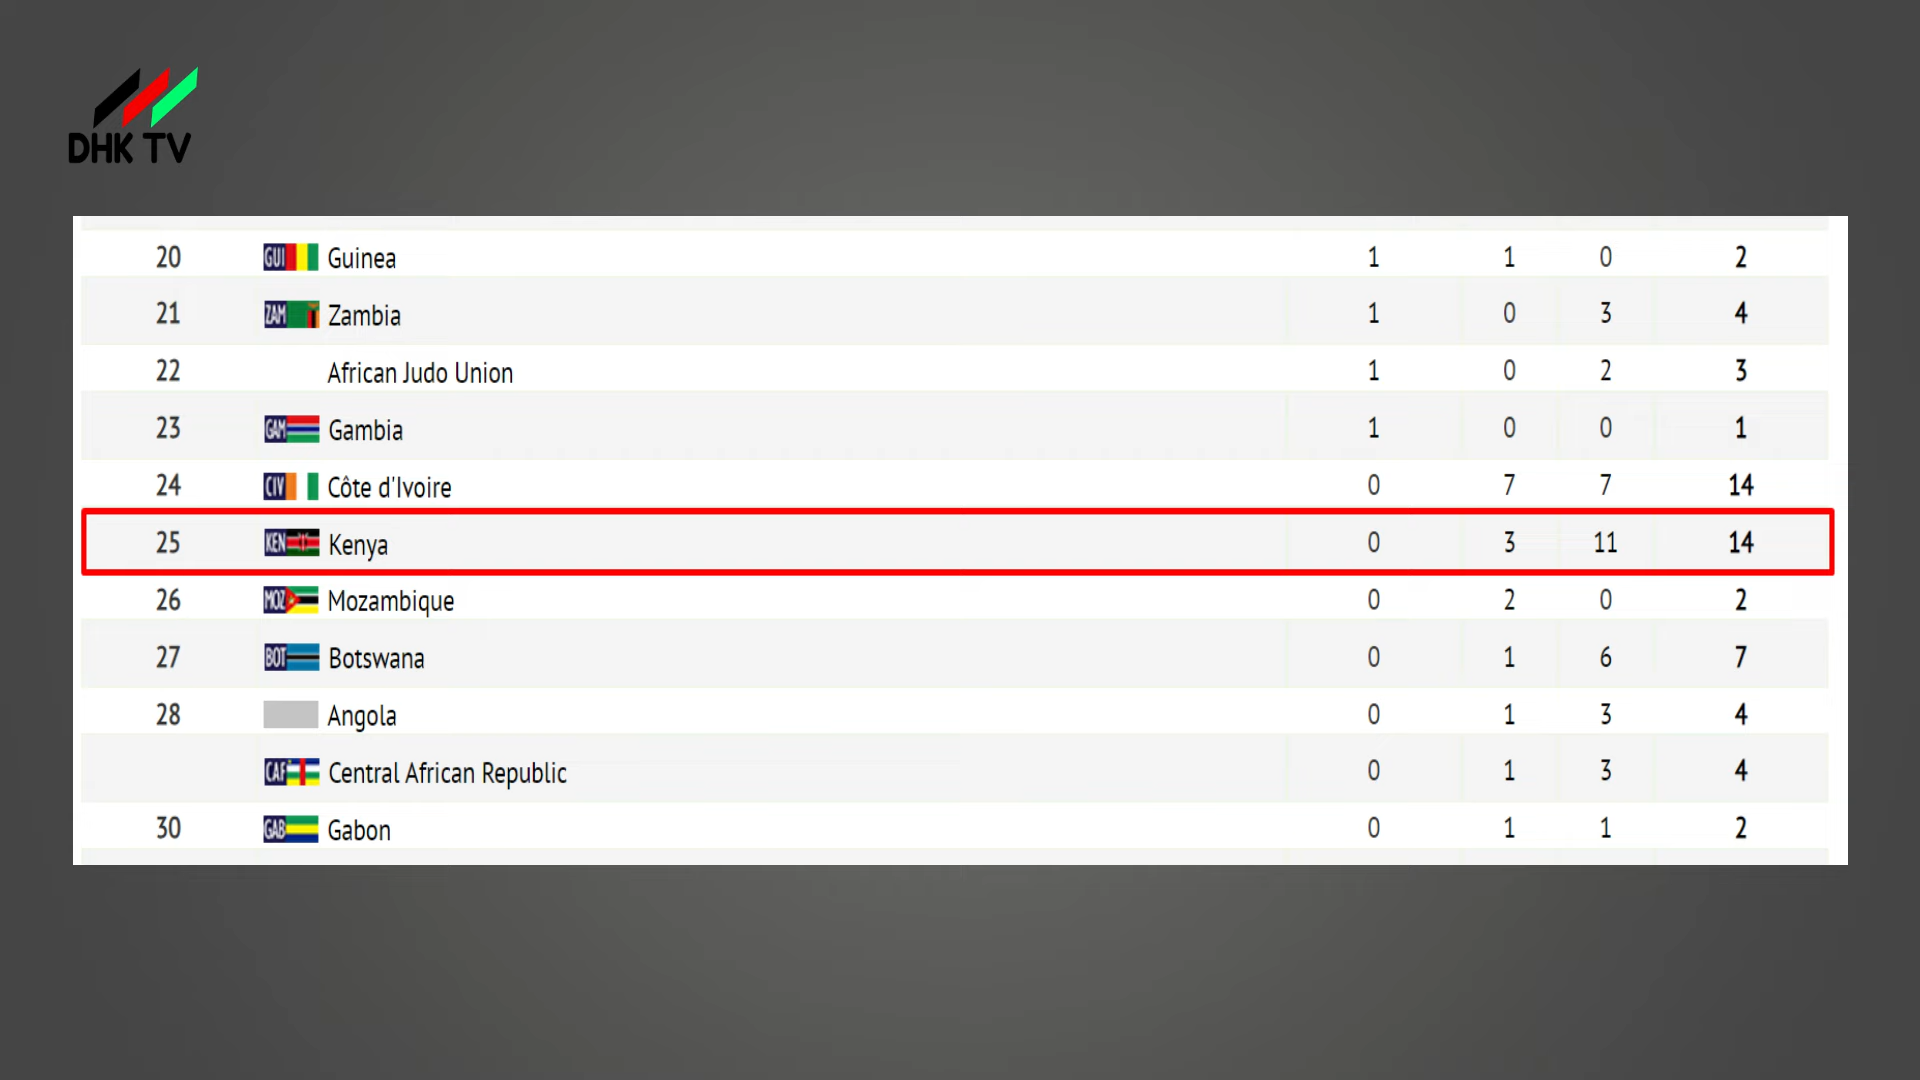 DHK TV
20 GUI Guinea 1 1 0 2
21 ZAM Zambia 1 0 3 4
22 African Judo Union 1 0 2 3
23 GAM Gambia 1 0 0 1
24 CIV Côte d'Ivoire 0 7 7 14
25 KEN Kenya 0 3 11 14
26 MOZ Mozambique 0 2 0 2
27 BOT Botswana 0 1 6 7
28 Angola 0 1 3 4
CAF Central African Republic 0 1 3 4
30 GAB Gabon 0 1 1 2